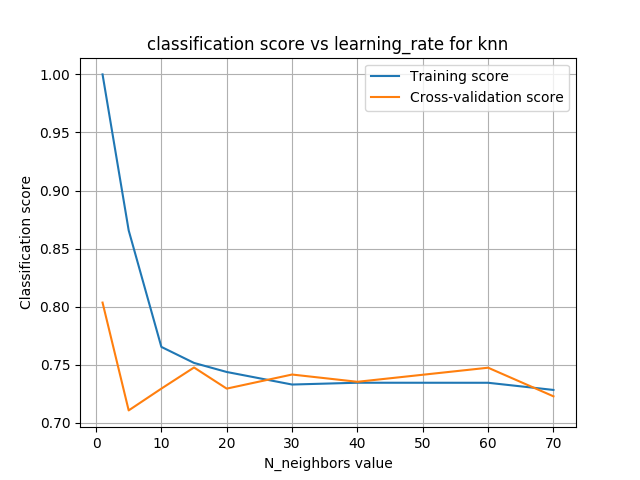 classification score vs learning_rate for knn
Training score
Cross-validation score
1.00
0.95
0.90
0.85
0.80
0.75
0.70
Classification score
0 10 20 30 40 50 60 70
N_neighbors value